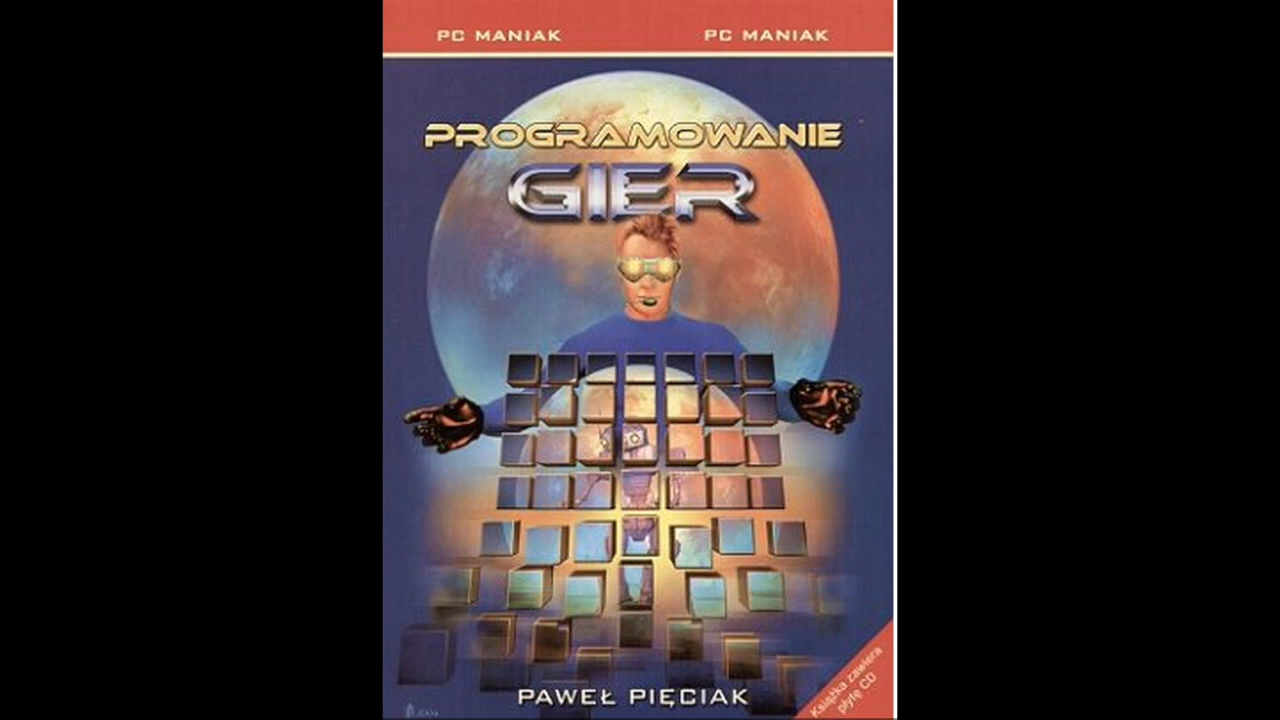 PC MANIAK PC MANIAK
PROGRAMOWANIE
GIER
Książka zawiera
płytę CD
PAWEŁ PIĘCIAK